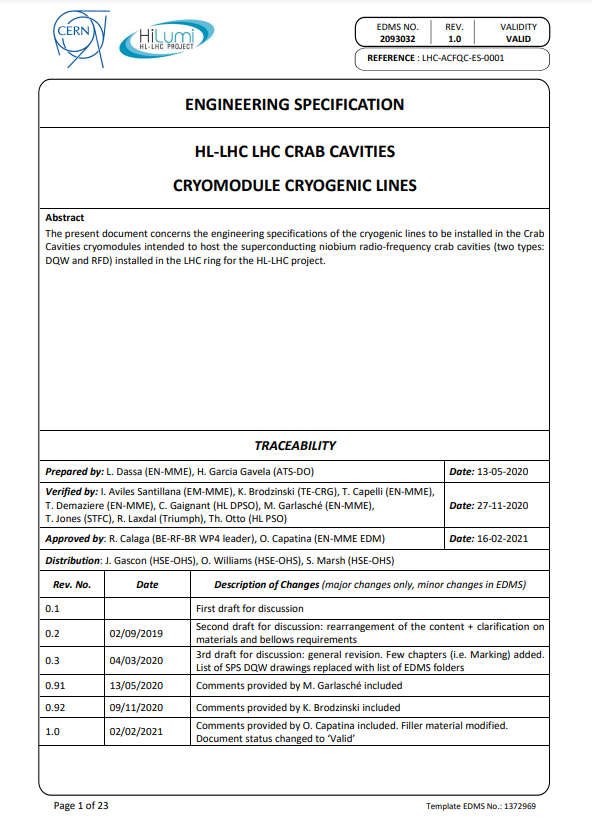 CERN
HiLumi
HL-LHC PROJECT
EDMS NO. REV. VALIDITY
2093032 1.0 VALID
REFERENCE : LHC-ACFQC-ES-0001
ENGINEERING SPECIFICATION
HL-LHC LHC CRAB CAVITIES
CRYOMODULE CRYOGENIC LINES
Abstract
The present document concerns the engineering specifications of the cryogenic lines to be installed in the Crab
Cavities cryomodules intended to host the superconducting niobium radio-frequency crab cavities (two types:
DQW and RFD) installed in the LHC ring for the HL-LHC project.
TRACEABILITY
Prepared by: L. Dassa (EN-MME), H. Garcia Gavela (ATS-DO) Date: 13-05-2020
Verified by: I. Aviles Santillana (EM-MME), K. Brodzinski (TE-CRG), T. Capelli (EN-MME),
T. Demaziere (EN-MME), C. Gaignant (HL DPSO), M. Garlasché (EN-MME),
T. Jones (STFC), R. Laxdal (Triumph), Th. Otto (HL PSO) Date: 27-11-2020
Approved by: R. Calaga (BE-RF-BR WP4 leader), O. Capatina (EN-MME EDM) Date: 16-02-2021
Distribution: J. Gascon (HSE-OHS), O. Williams (HSE-OHS), S. Marsh (HSE-OHS)
Rev. No. Date Description of Changes (major changes only, minor changes in EDMS)
0.1 First draft for discussion
0.2 02/09/2019 Second draft for discussion: rearrangement of the content + clarification on
materials and bellows requirements
0.3 04/03/2020 3rd draft for discussion: general revision. Few chapters (i.e. Marking) added.
List of SPS DQW drawings replaced with list of EDMS folders
0.91 13/05/2020 Comments provided by M. Garlasché included
0.92 09/11/2020 Comments provided by K. Brodzinski included
1.0 02/02/2021 Comments provided by O. Capatina included. Filler material modified.
Document status changed to ‘Valid’
Page 1 of 23 Template EDMS No.: 1372969